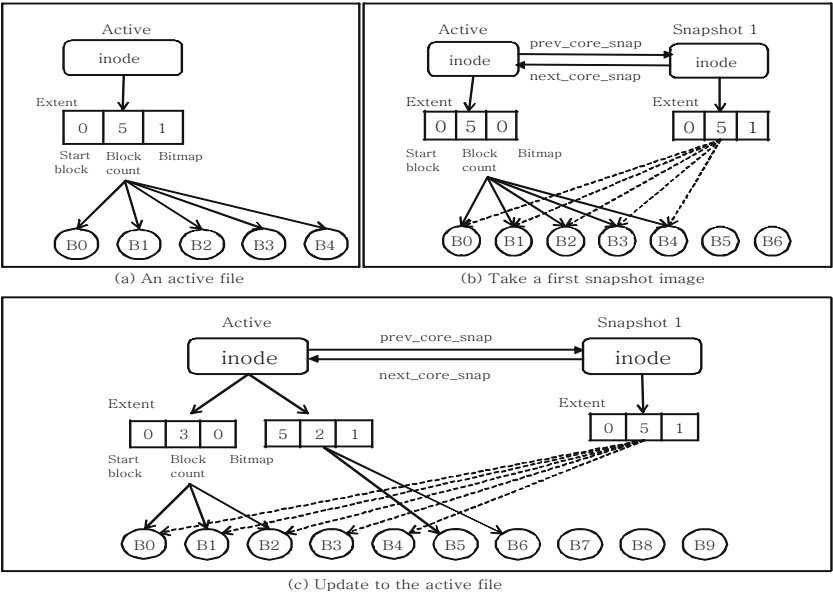 Active
inode
Extent
0 5 1
Start block
Block count
Bitmap
B0 B1 B2 B3 B4
(a) An active file
Active
Snapshot 1
inode
prev_core_snap
next_core_snap
inode
Extent
0 5 0
Extent
0 5 1
Start block
Block count
Bitmap
B0 B1 B2 B3 B4 B5 B6
(b) Take a first snapshot image
Active
Snapshot 1
inode
prev_core_snap
next_core_snap
inode
Extent
0 3 0
5 2 1
Extent
0 5 1
Start block
Block count
Bitmap
B0 B1 B2 B3 B4 B5 B6 B7 B8 B9
(c) Update to the active file